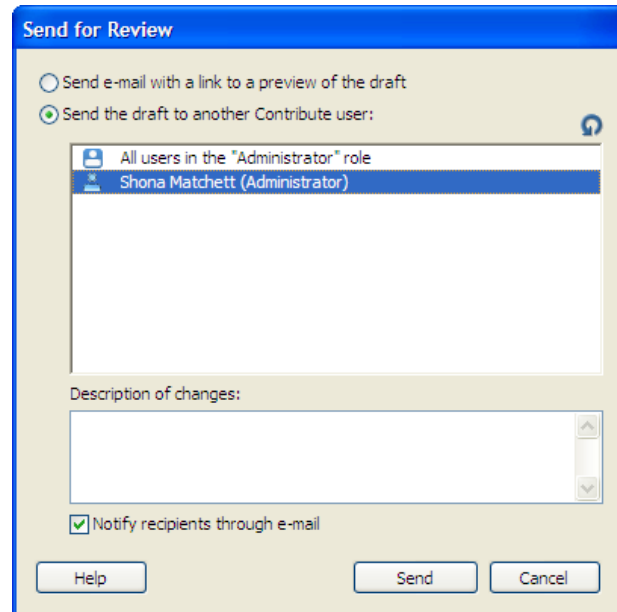 Send for Review
Send e-mail with a link to a preview of the draft
Send the draft to another Contribute user:
All users in the "Administrator" role
Shona Matchett (Administrator)
Description of changes:
Notify recipients through e-mail
Help
Send
Cancel